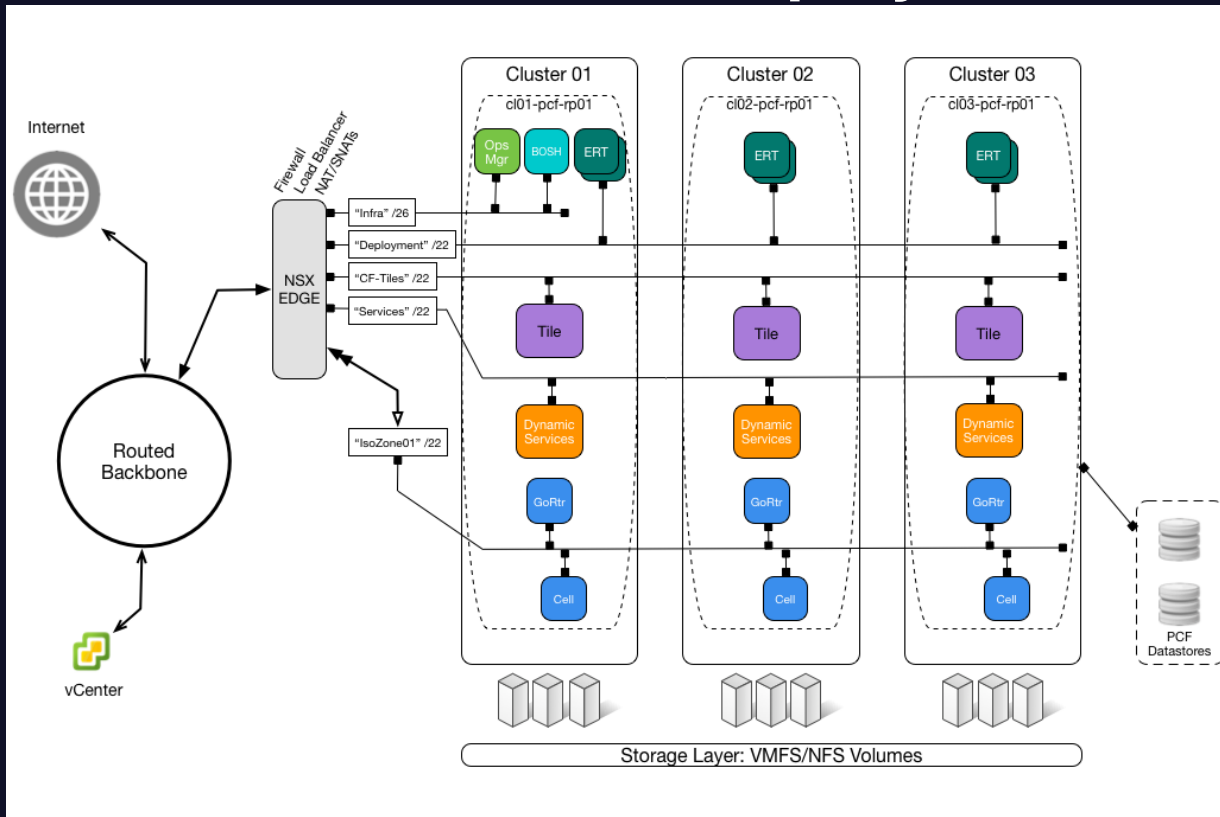 Internet
Firewall
Load Balancer
NAT/SNATs
NSX
EDGE
Routed
Backbone
vCenter
"Infra" /26
"Deployment" /22
"CF-Tiles" /22
"Services" /22
"IsoZone01" /22
Cluster 01
cl01-pcf-rp01
Ops
Mgr
BOSH
ERT
Tile
Dynamic
Services
GoRtr
Cell
Cluster 02
cl02-pcf-rp01
ERT
Tile
Dynamic
Services
GoRtr
Cell
Cluster 03
cl03-pcf-rp01
ERT
Tile
Dynamic
Services
GoRtr
Cell
PCF
Datastores
Storage Layer: VMFS/NFS Volumes